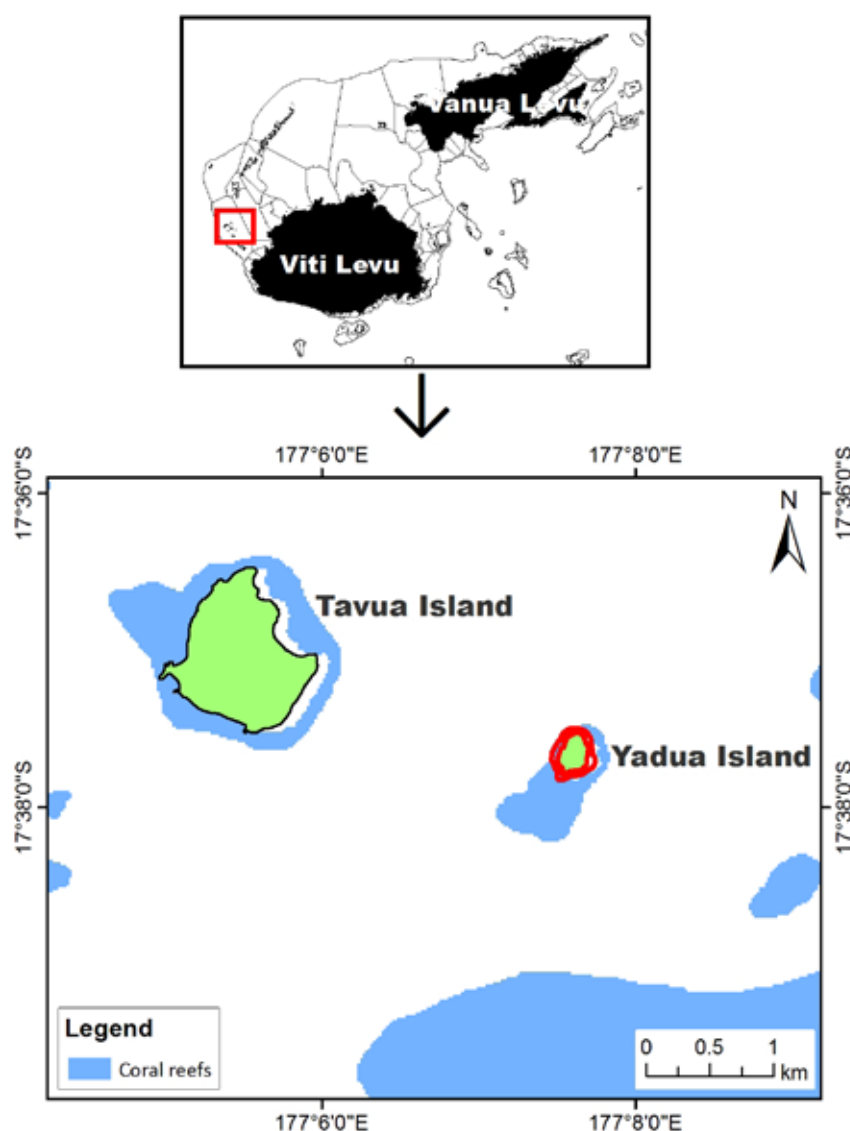 Vanua Levu
Viti Levu
177°6'0"E
177°8'0"E
17°36'0"S
17°36'0"S
N
Tavua Island
Yadua Island
17°38'0"S
17°38'0"S
Legend
Coral reefs
0 0.5 1
km
177°6'0"E
177°8'0"E